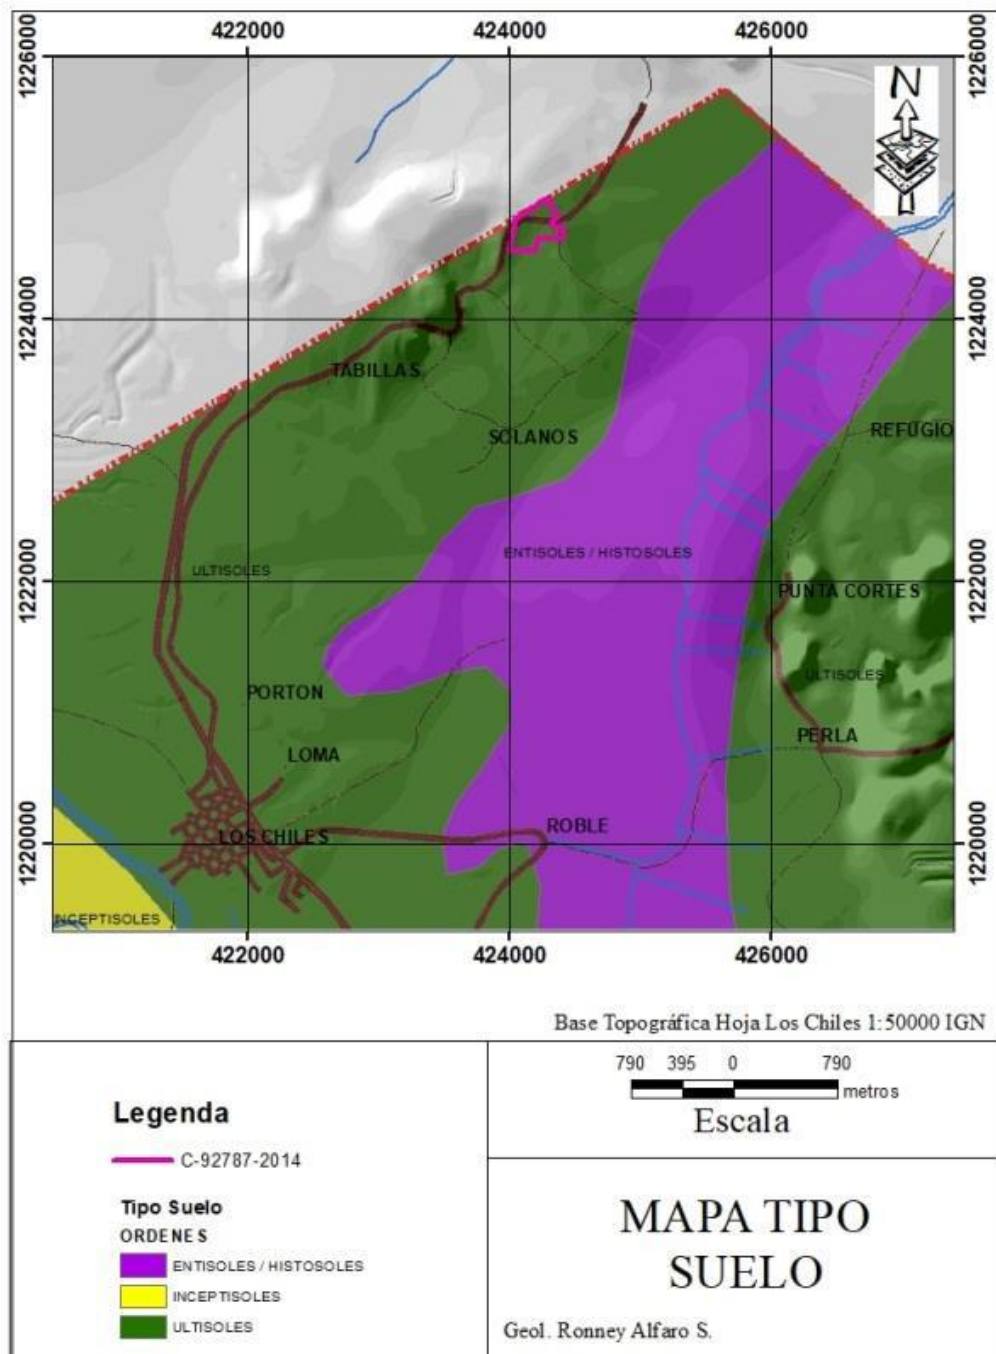 422000 424000 426000
1226000 1226000
N
1224000 1224000
TABILLAS
SOLANOS
REFUGIO
ENTISOLES / HISTOSOLES
ULTISOLES
1222000 1222000
PUNTA CORTES
ULTISOLES
PORTON
PERLA
LOMA
ROBLE
LOS CHILES
1220000 1220000
INCEPTISOLES
422000 424000 426000
Base Topográfica Hoja Los Chiles 1:50000 IGN
790 395 0 790
metros
Escala
Legenda
C-92787-2014
Tipo Suelo
ORDENES
ENTISOLES / HISTOSOLES
INCEPTISOLES
ULTISOLES
MAPA TIPO
SUELO
Geol. Ronney Alfaro S.